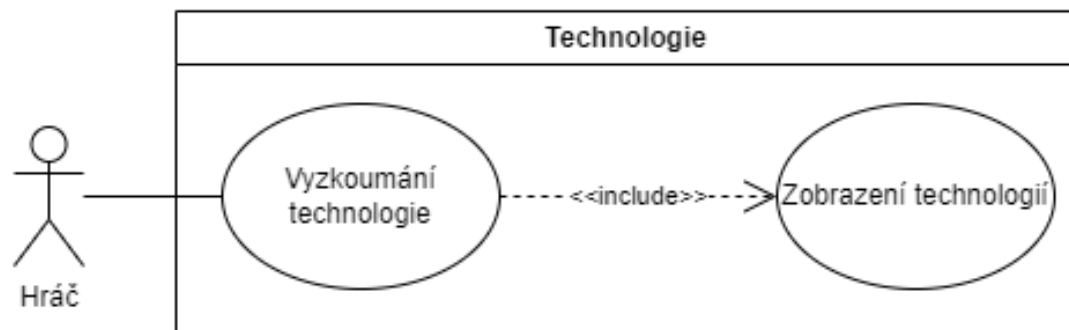 Technologie
Vyzkoumání
technologie
<<include>>
Zobrazení technologií
Hráč